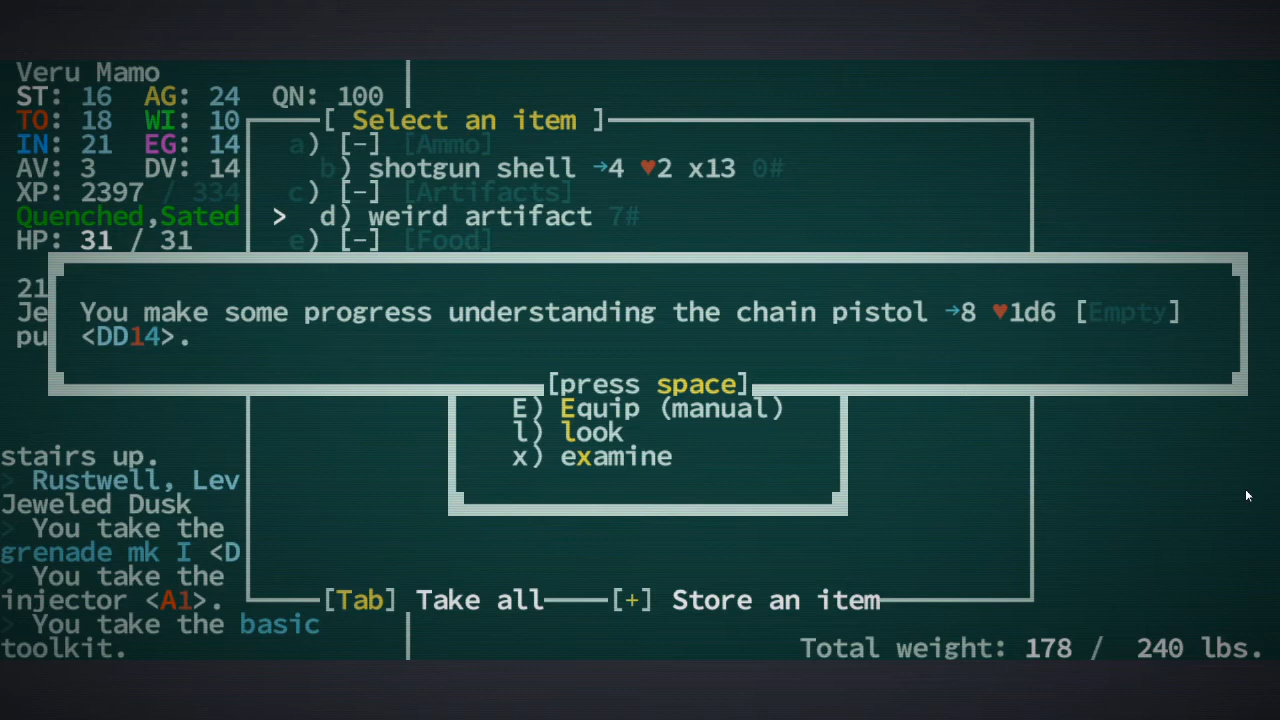 Veru Mamo
ST: 16 AG: 24 QN: 100
TO: 18 WI: 10
IN: 21 EG: 14
AV: 3 DV: 14
XP: 2397 / 334
Quenched,Sated
HP: 31 / 31
[ Select an item ]
a) [-] [Ammo]
b) shotgun shell →4 ♥2 x13 0#
c) [-] [Artifacts]
> d) weird artifact 7#
e) [-] [Food]
21
Je
pu
You make some progress understanding the chain pistol →8 ♥1d6 [Empty]
<DD14>.
[press space]
E) Equip (manual)
l) look
x) examine
stairs up.
> Rustwell, Lev
Jeweled Dusk
> You take the
grenade mk I <D
> You take the
injector <A1>.
> You take the basic
toolkit.
[Tab] Take all
[+] Store an item
Total weight: 178 / 240 lbs.